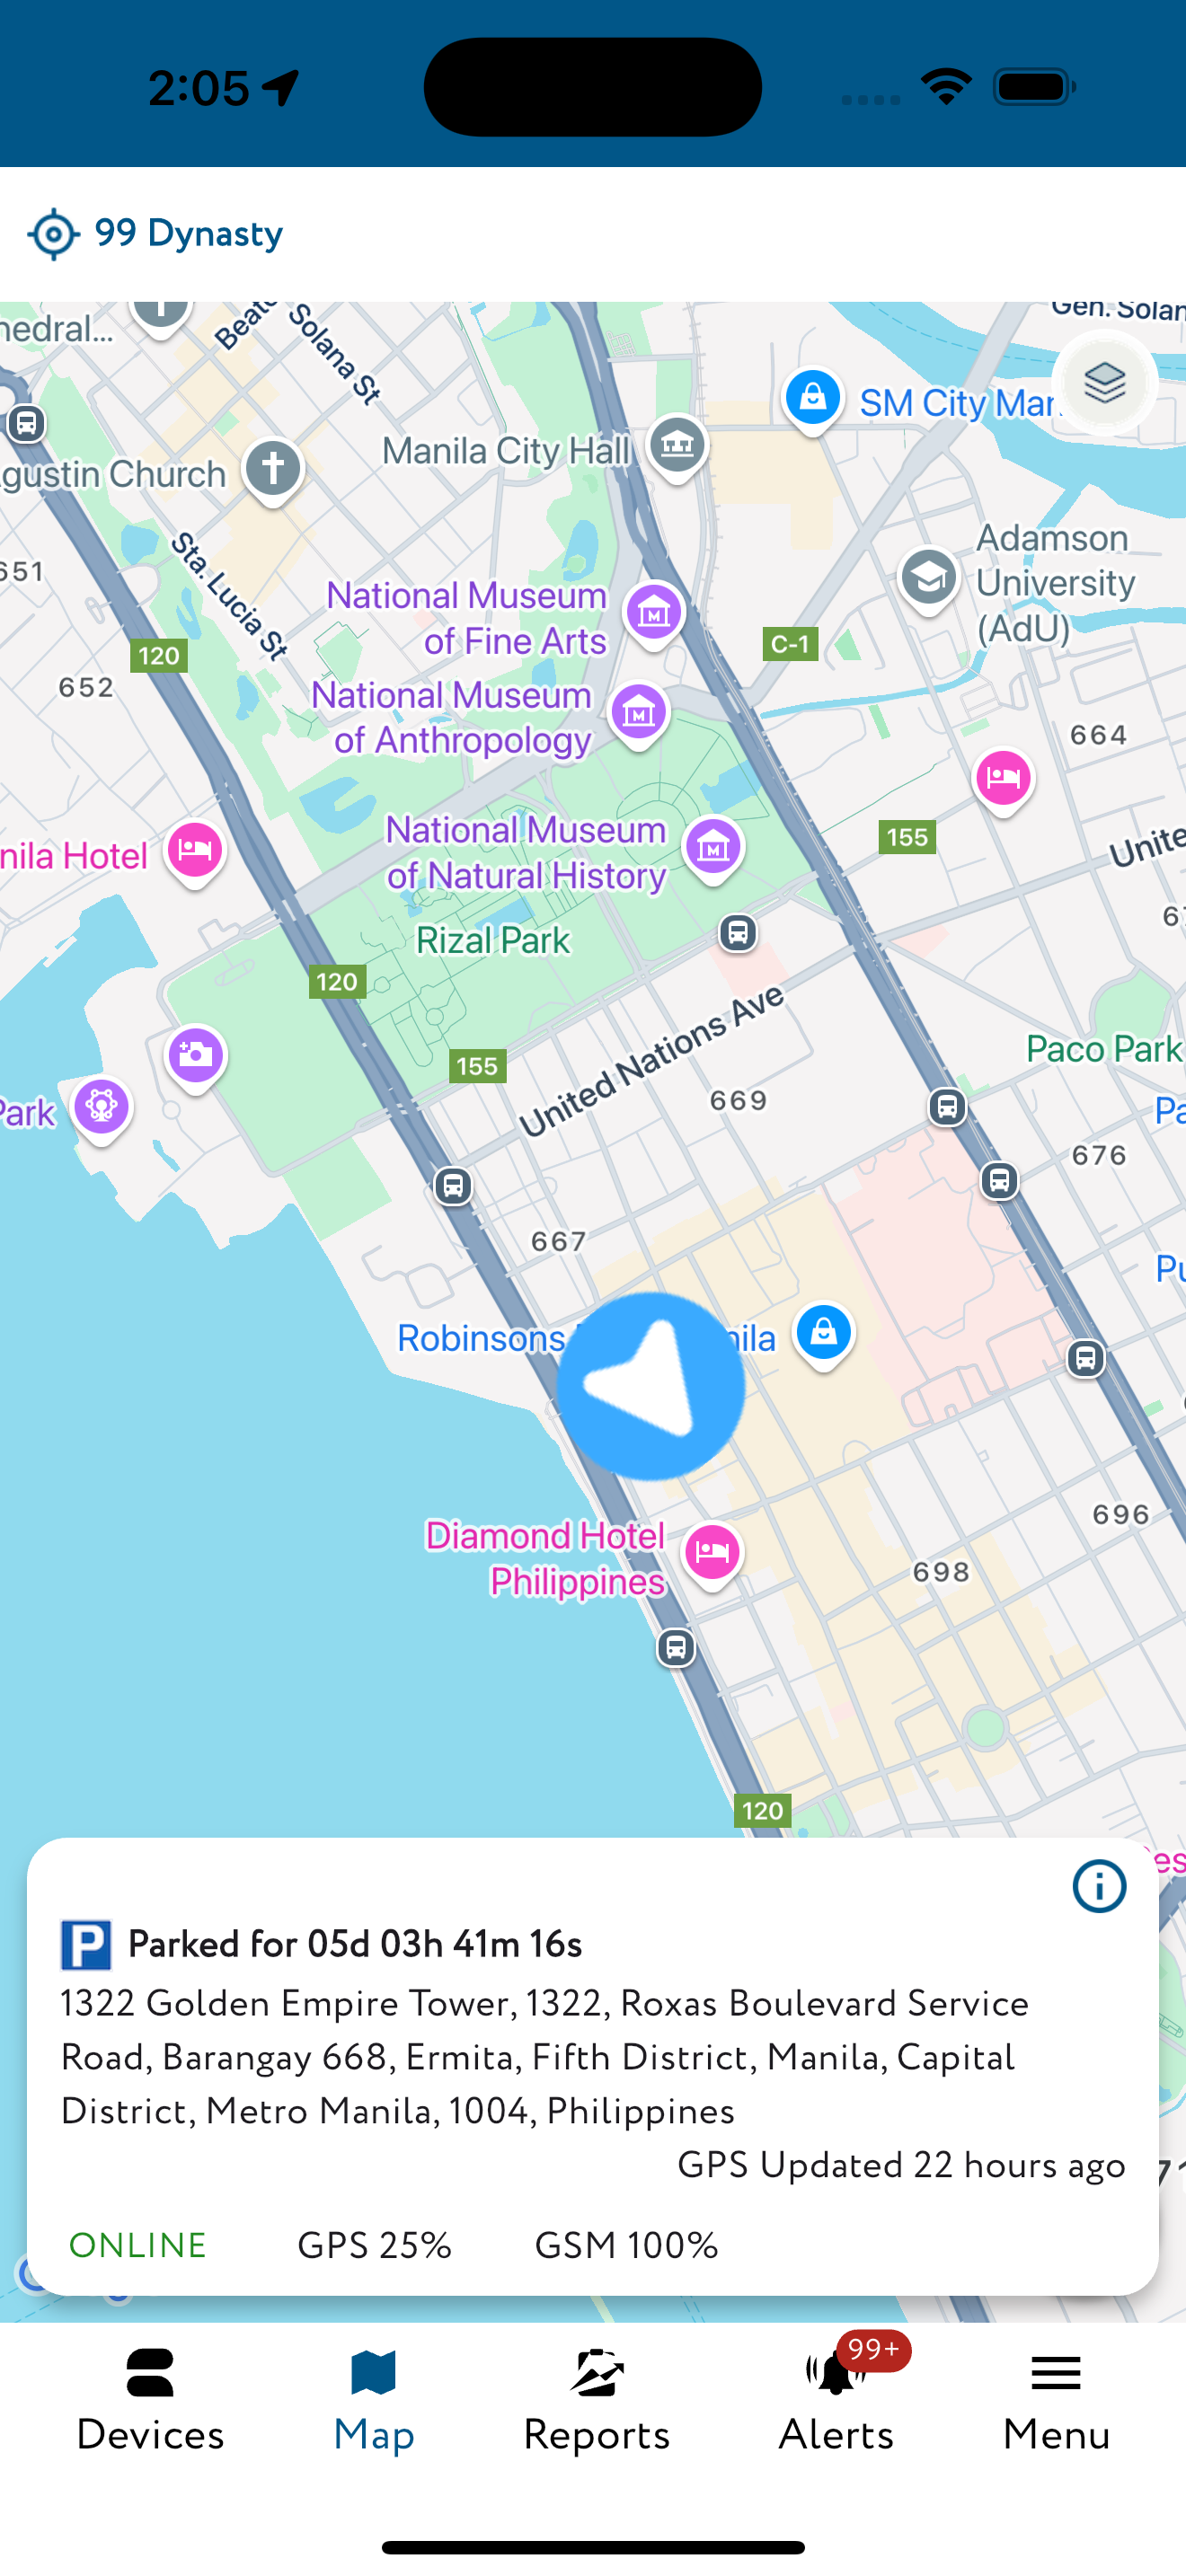 2:05
99 Dynasty
hedral...
Solana St
Gen. Solan
SM City Man
Manila City Hall
gustin Church
Sta. Lucia St
Adamson
University
(AdU)
651
National Museum
of Fine Arts
C-1
120
652
National Museum
of Anthropology
664
155
National Museum
of Natural History
nila Hotel
Unite
Rizal Park
120
United Nations Ave
155
Paco Park
669
Park
676
667
Robinsons
nila
696
Diamond Hotel
Philippines
698
120
P Parked for 05d 03h 41m 16s
1322 Golden Empire Tower, 1322, Roxas Boulevard Service
Road, Barangay 668, Ermita, Fifth District, Manila, Capital
District, Metro Manila, 1004, Philippines
GPS Updated 22 hours ago
ONLINE GPS 25% GSM 100%
99+
Devices Map Reports Alerts Menu